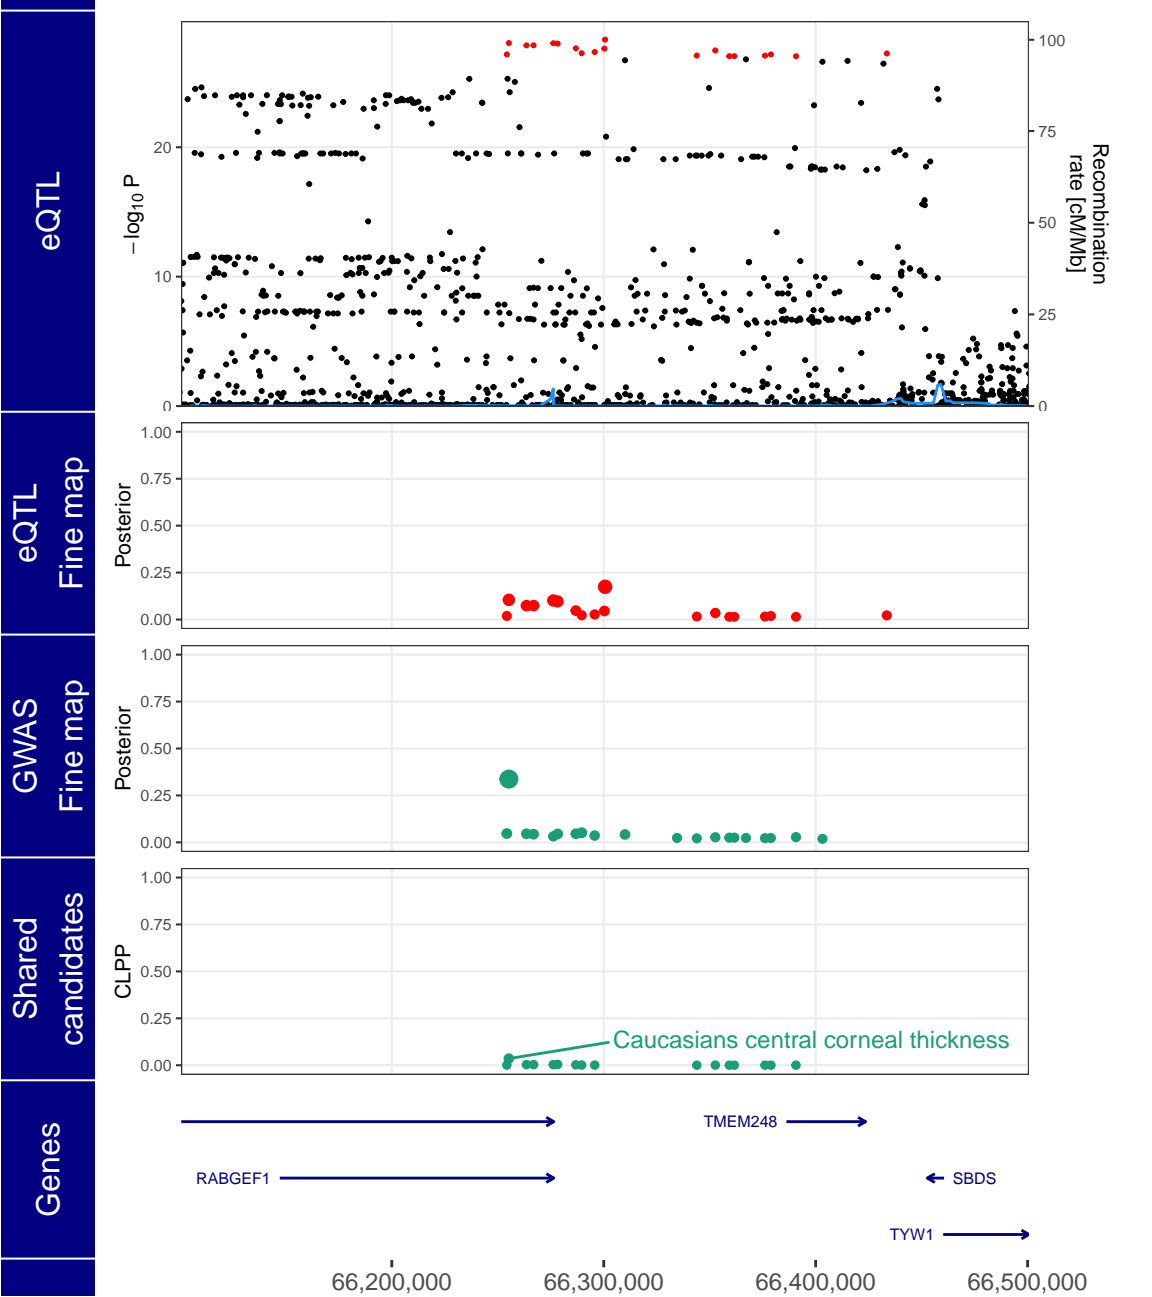 eQTL
−log10 P
0
10
20
0
25
50
75
100
Recombination
rate [cM/Mb]
eQTL
Fine map
Posterior
1.00
0.75
0.50
0.25
0.00
GWAS
Fine map
Posterior
1.00
0.75
0.50
0.25
0.00
Shared
candidates
CLPP
1.00
0.75
0.50
0.25
0.00
Caucasians central corneal thickness
Genes
TMEM248
RABGEF1
SBDS
TYW1
66,200,000
66,300,000
66,400,000
66,500,000